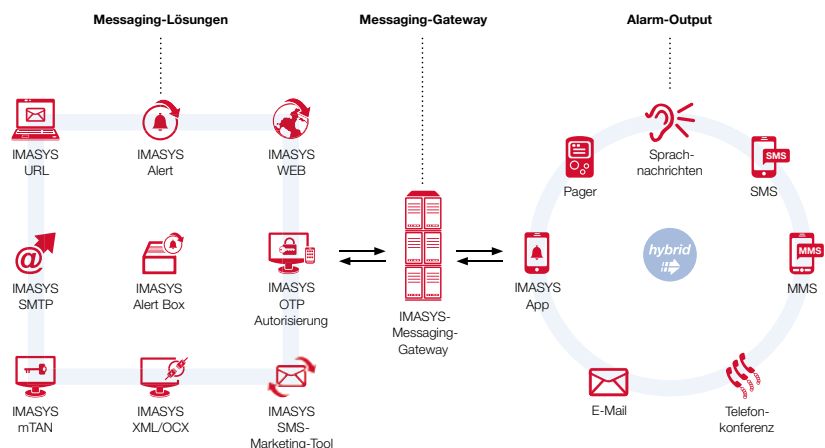 Messaging-Lösungen
Messaging-Gateway
Alarm-Output
IMASYS
URL
IMASYS
Alert
IMASYS
WEB
IMASYS
SMTP
@
IMASYS
Alert Box
IMASYS
OTP
Autorisierung
IMASYS
mTAN
IMASYS
XML/OCX
IMASYS
SMS-
Marketing-Tool
IMASYS-
Messaging-
Gateway
Sprach-
nachrichten
Pager
SMS
SMS
IMASYS
App
hybrid
MMS
MMS
E-Mail
Telefon-
konferenz